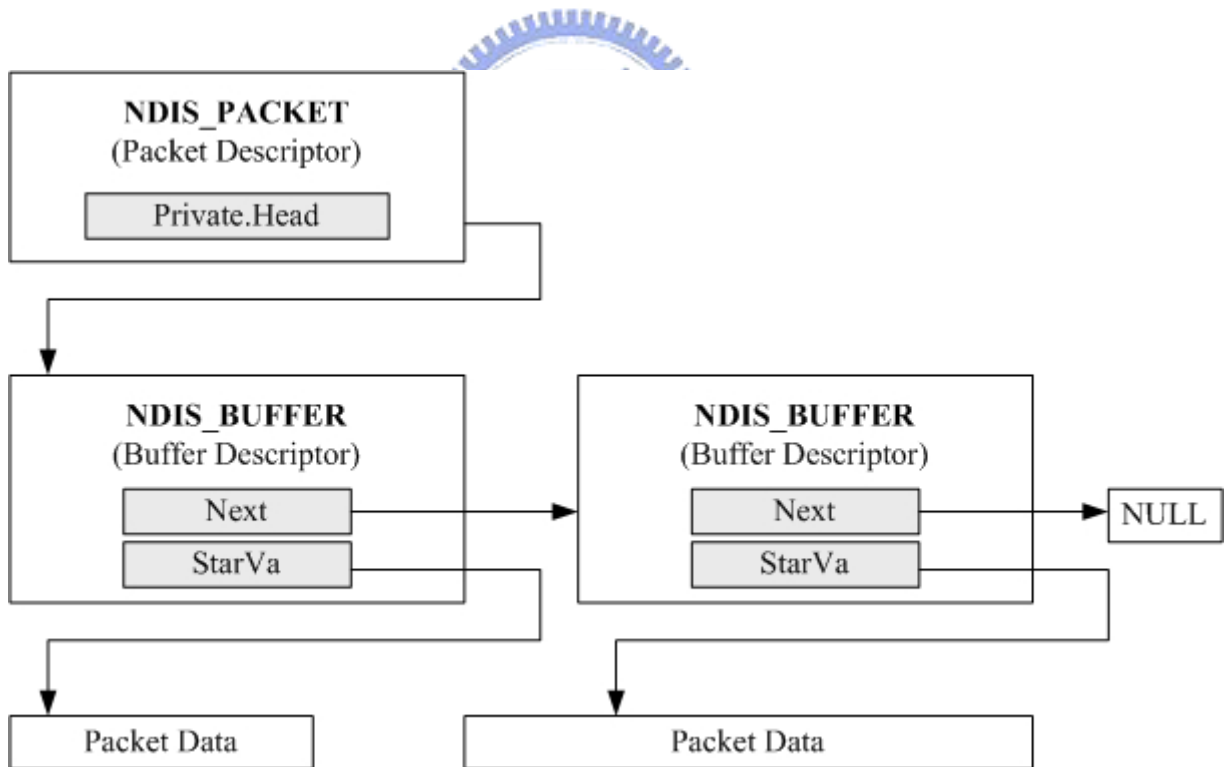 NDIS_PACKET
(Packet Descriptor)
Private.Head
NDIS_BUFFER
(Buffer Descriptor)
Next
StarVa
NDIS_BUFFER
(Buffer Descriptor)
Next
StarVa
NULL
Packet Data
Packet Data